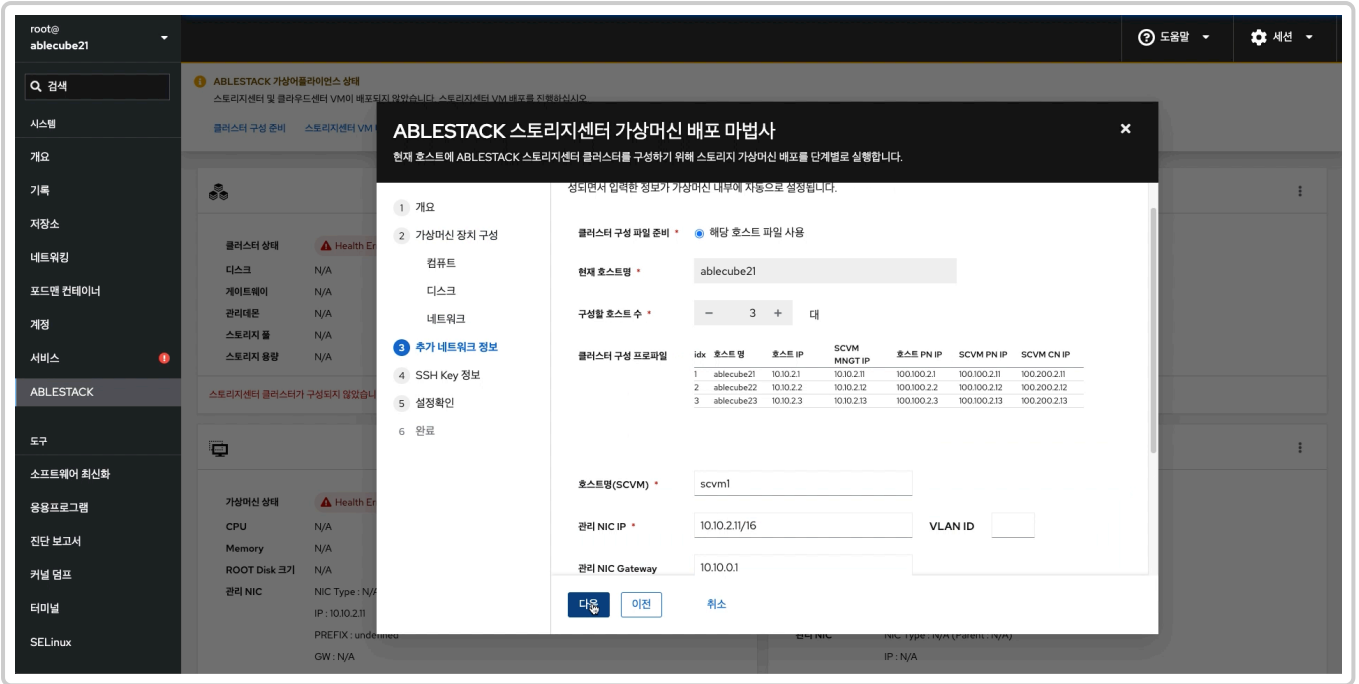 root@
ablecube21
도움말
세션
검색
시스템
개요
기록
저장소
네트워킹
포드맨 컨테이너
계정
서비스
ABLESTACK
도구
소프트웨어 최신화
응용프로그램
진단 보고서
커널 덤프
터미널
SELinux
ABLESTACK 가상어플라이언스 상태
스토리지센터 및 클라우드센터 VM이 배포되지 않았습니다. 스토리지센터 VM 배포를 진행하십시오.
클러스터 구성 준비 스토리지센터 VM
클러스터 상태 Health Er
디스크 N/A
게이트웨이 N/A
관리데몬 N/A
스토리지 풀 N/A
스토리지 용량 N/A
스토리지센터 클러스터가 구성되지 않았습니
가상머신 상태 Health Er
CPU N/A
Memory N/A
ROOT Disk 크기 N/A
관리 NIC NIC Type : N/A
IP : 10.10.2.11
PREFIX : undefined
GW : N/A
관리 NIC NIC Type : N/A (Parent : N/A)
IP : N/A
ABLESTACK 스토리지센터 가상머신 배포 마법사
현재 호스트에 ABLESTACK 스토리지센터 클러스터를 구성하기 위해 스토리지 가상머신 배포를 단계별로 실행합니다.
1 개요
2 가상머신 장치 구성
컴퓨트
디스크
네트워크
3 추가 네트워크 정보
4 SSH Key 정보
5 설정확인
6 완료
성되면서 입력한 정보가 가상머신 내부에 자동으로 설정됩니다.
클러스터 구성 파일 준비 * 해당 호스트 파일 사용
현재 호스트명 * ablecube21
구성할 호스트 수 * − 3 + 대
클러스터 구성 프로파일
idx 호스트 명 호스트 IP SCVM MNGT IP 호스트 PN IP SCVM PN IP SCVM CN IP
1 ablecube21 10.10.2.1 10.10.2.11 100.100.2.1 100.100.2.11 100.200.2.11
2 ablecube22 10.10.2.2 10.10.2.12 100.100.2.2 100.100.2.12 100.200.2.12
3 ablecube23 10.10.2.3 10.10.2.13 100.100.2.3 100.100.2.13 100.200.2.13
호스트명(SCVM) * scvm1
관리 NIC IP * 10.10.2.11/16 VLAN ID
관리 NIC Gateway 10.10.0.1
다음 이전 취소